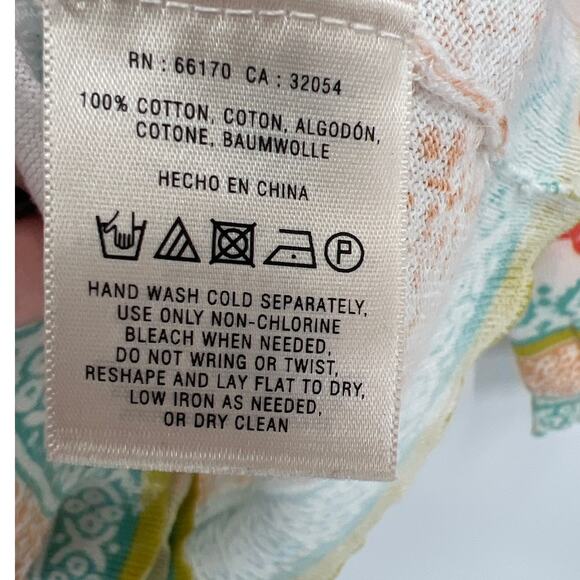 RN : 66170 CA : 32054
100% COTTON, COTON, ALGODÓN,
COTONE, BAUMWOLLE
HECHO EN CHINA
P
HAND WASH COLD SEPARATELY,
USE ONLY NON-CHLORINE
BLEACH WHEN NEEDED,
DO NOT WRING OR TWIST,
RESHAPE AND LAY FLAT TO DRY,
LOW IRON AS NEEDED,
OR DRY CLEAN